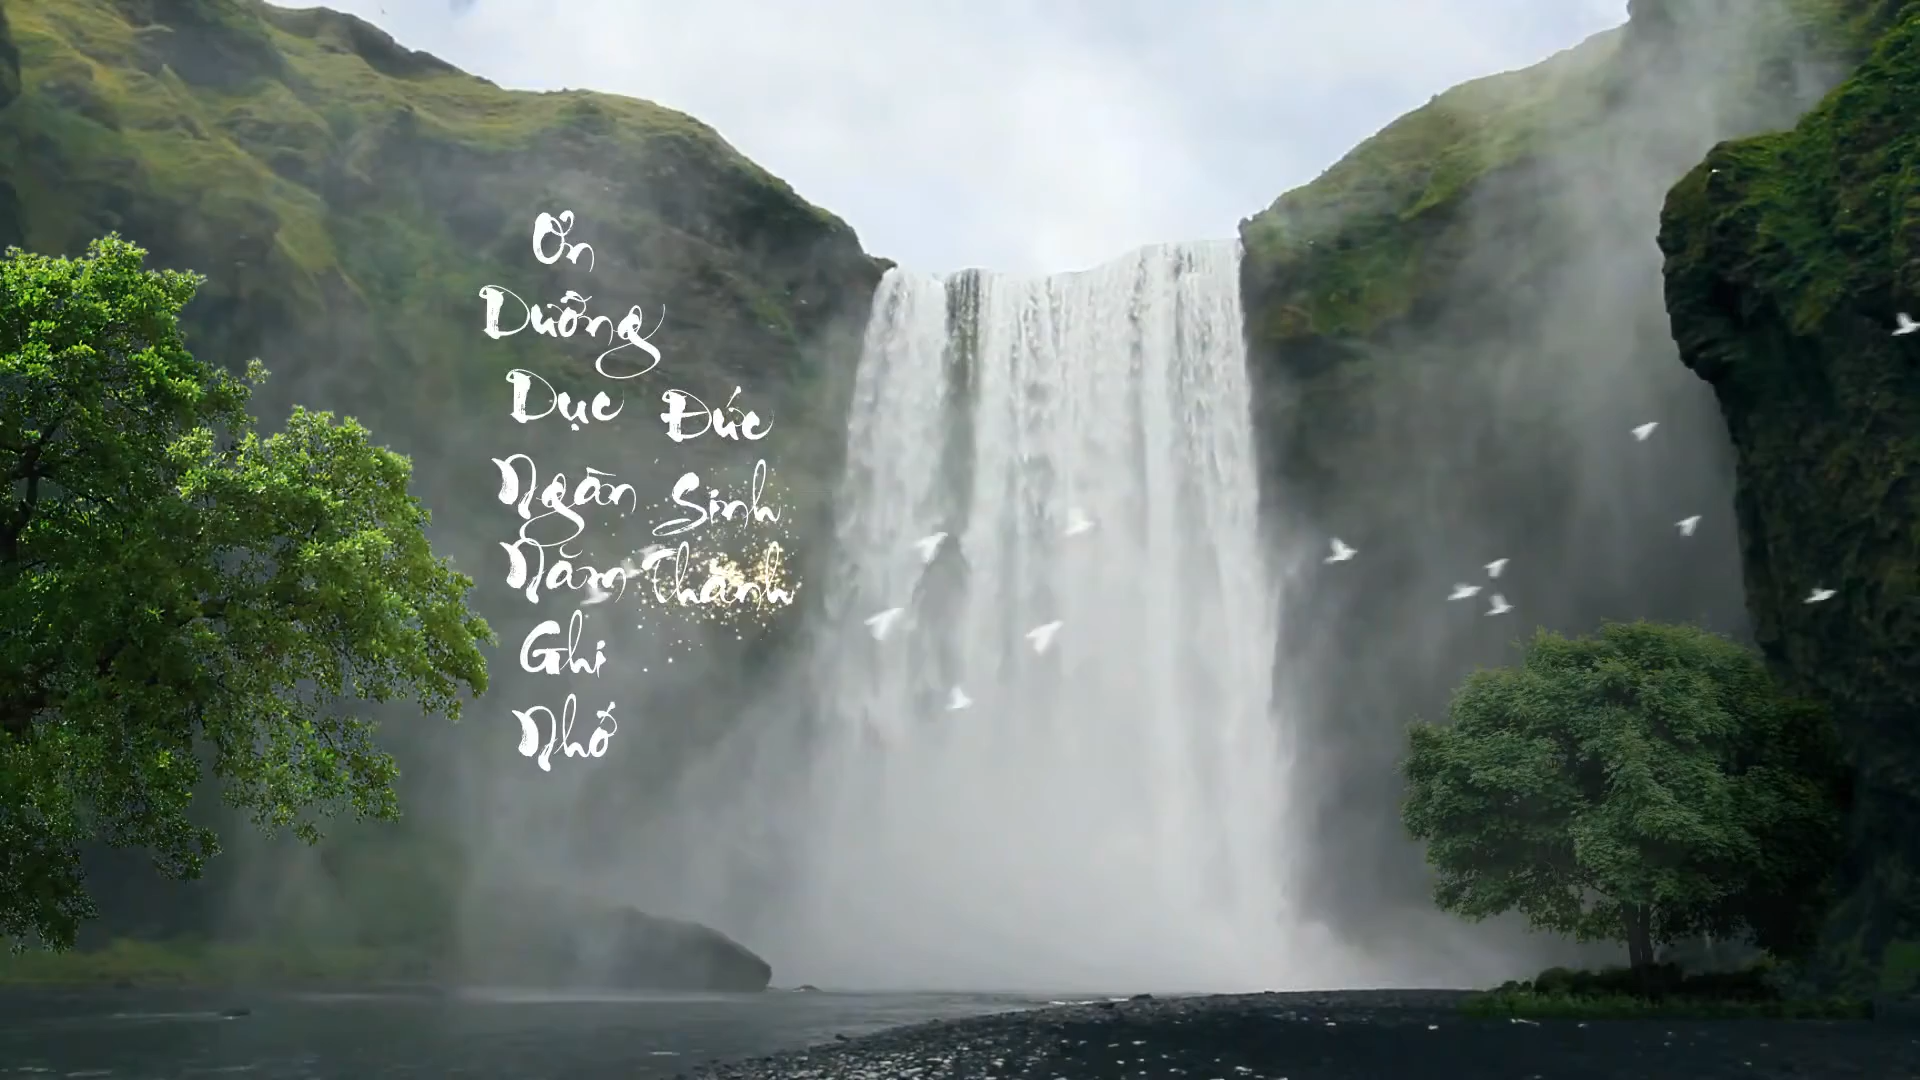 Ơn
Dưỡng
Dục
Ngàn
Năm
Ghi
Nhớ
Đức
Sinh
Thành